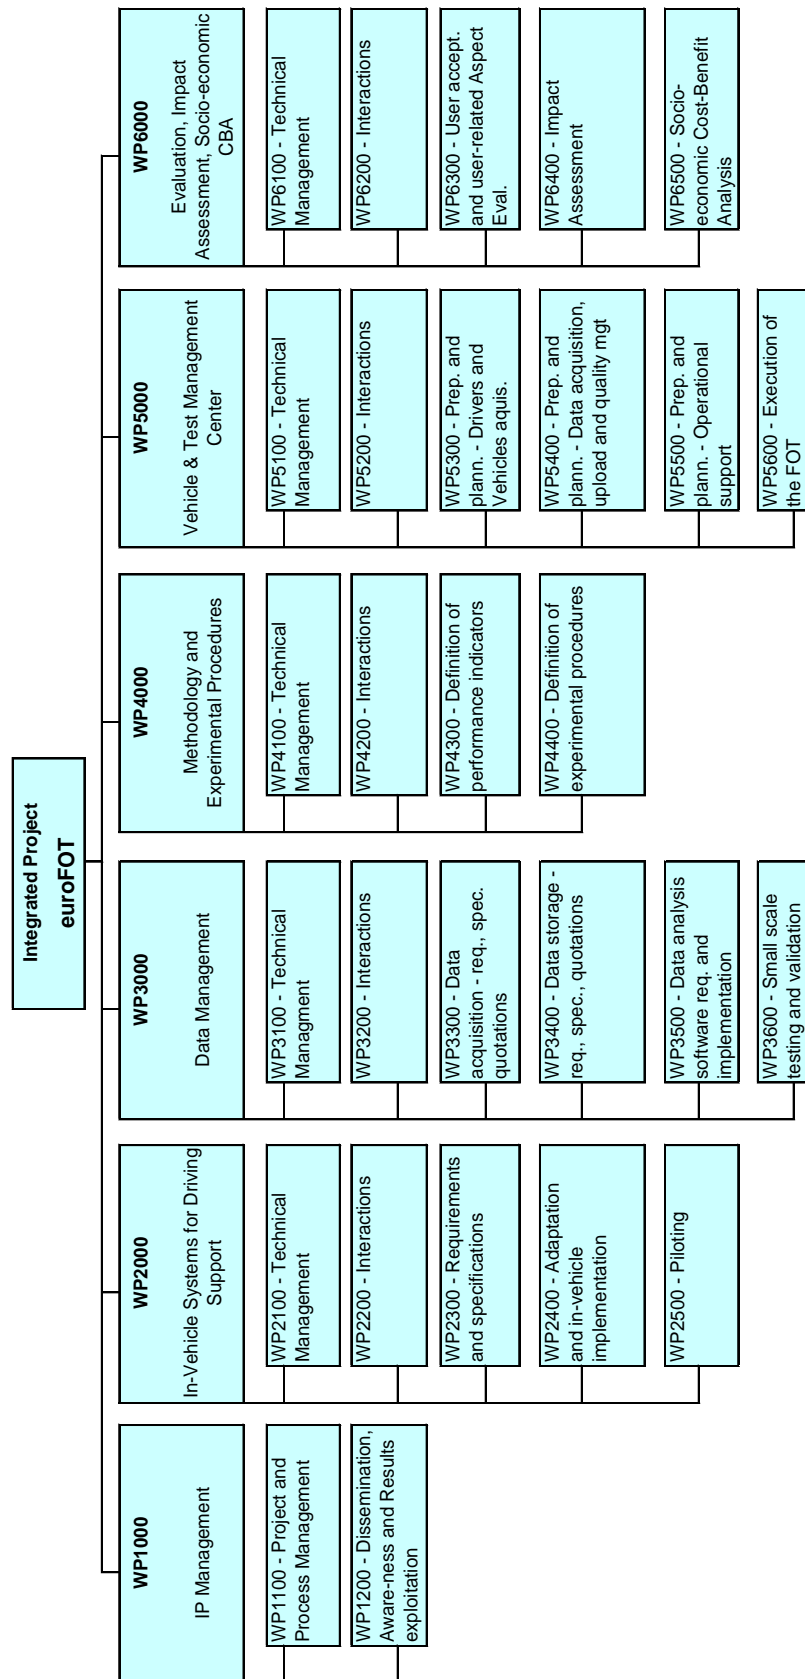 Integrated Project
euroFOT
WP1000
IP Management
WP1100 - Project and
Process Management
WP1200 - Dissemination,
Aware-ness and Results
exploitation
WP2000
In-Vehicle Systems for Driving
Support
WP2100 - Technical
Management
WP2200 - Interactions
WP2300 - Requirements
and specifications
WP2400 - Adaptation
and in-vehicle
implementation
WP2500 - Piloting
WP3000
Data Management
WP3100 - Technical
Managment
WP3200 - Interactions
WP3300 - Data
acquisition - req., spec.
quotations
WP3400 - Data storage -
req., spec., quotations
WP3500 - Data analysis
software req. and
implementation
WP3600 - Small scale
testing and validation
WP4000
Methodology and
Experimental Procedures
WP4100 - Technical
Management
WP4200 - Interactions
WP4300 - Definition of
performance indicators
WP4400 - Definition of
experimental procedures
WP5000
Vehicle & Test Management
Center
WP5100 - Technical
Management
WP5200 - Interactions
WP5300 - Prep. and
plann. - Drivers and
Vehicles aquis.
WP5400 - Prep. and
plann. - Data acquisition,
upload and quality mgt
WP5500 - Prep. and
plann. - Operational
support
WP5600 - Execution of
the FOT
WP6000
Evaluation, Impact
Assessment, Socio-economic
CBA
WP6100 - Technical
Management
WP6200 - Interactions
WP6300 - User accept.
and user-related Aspect
Eval.
WP6400 - Impact
Assessment
WP6500 - Socio-
economic Cost-Benefit
Analysis